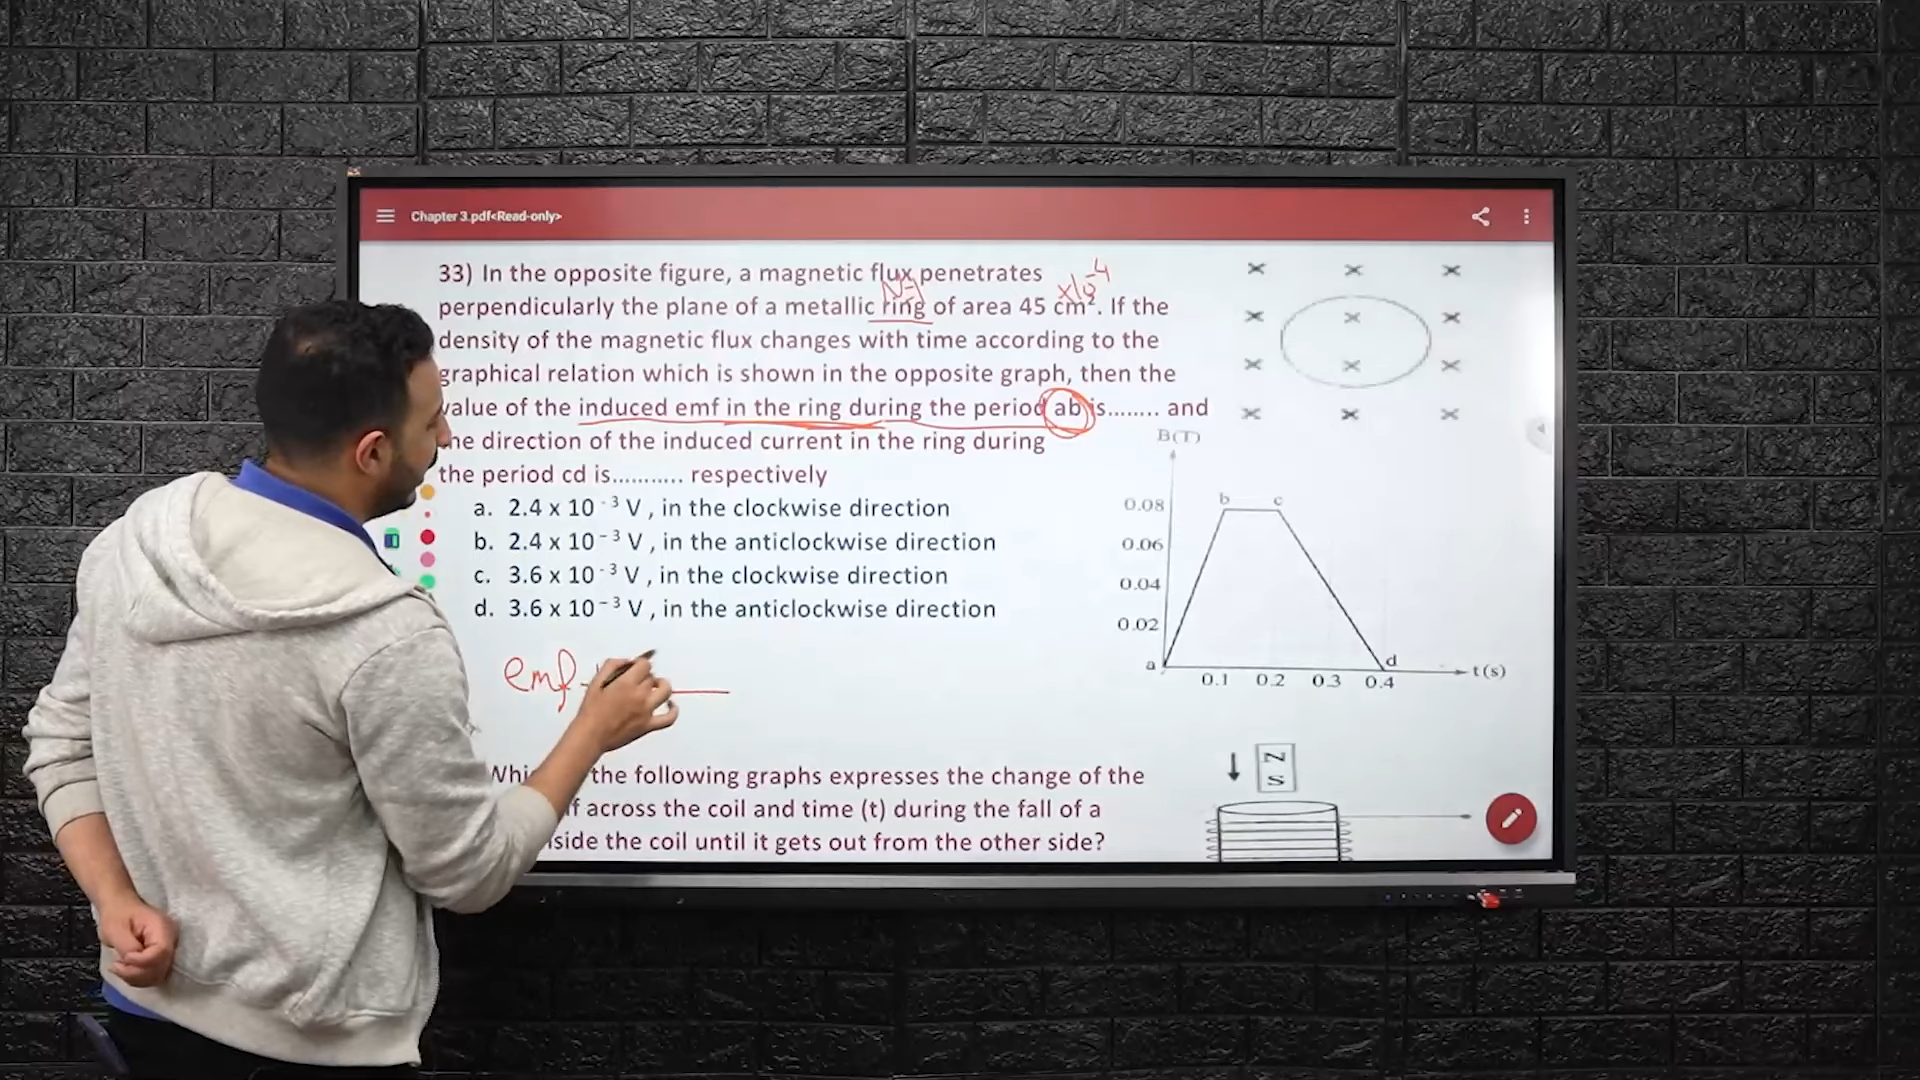 Chapter 3.pdf<Read-only>
33) In the opposite figure, a magnetic flux penetrates
perpendicularly the plane of a metallic ring of area 45 cm². If the
density of the magnetic flux changes with time according to the
graphical relation which is shown in the opposite graph, then the
value of the induced emf in the ring during the period ab is........ and
the direction of the induced current in the ring during
the period cd is........... respectively
a. 2.4 x 10⁻³ V , in the clockwise direction
b. 2.4 x 10⁻³ V , in the anticlockwise direction
c. 3.6 x 10⁻³ V , in the clockwise direction
d. 3.6 x 10⁻³ V , in the anticlockwise direction
x10⁻⁴
emf
B(T)
0.08
0.06
0.04
0.02
a
b
c
d
0.1 0.2 0.3 0.4
t(s)
the following graphs expresses the change of the
across the coil and time (t) during the fall of a
the coil until it gets out from the other side?
N
S